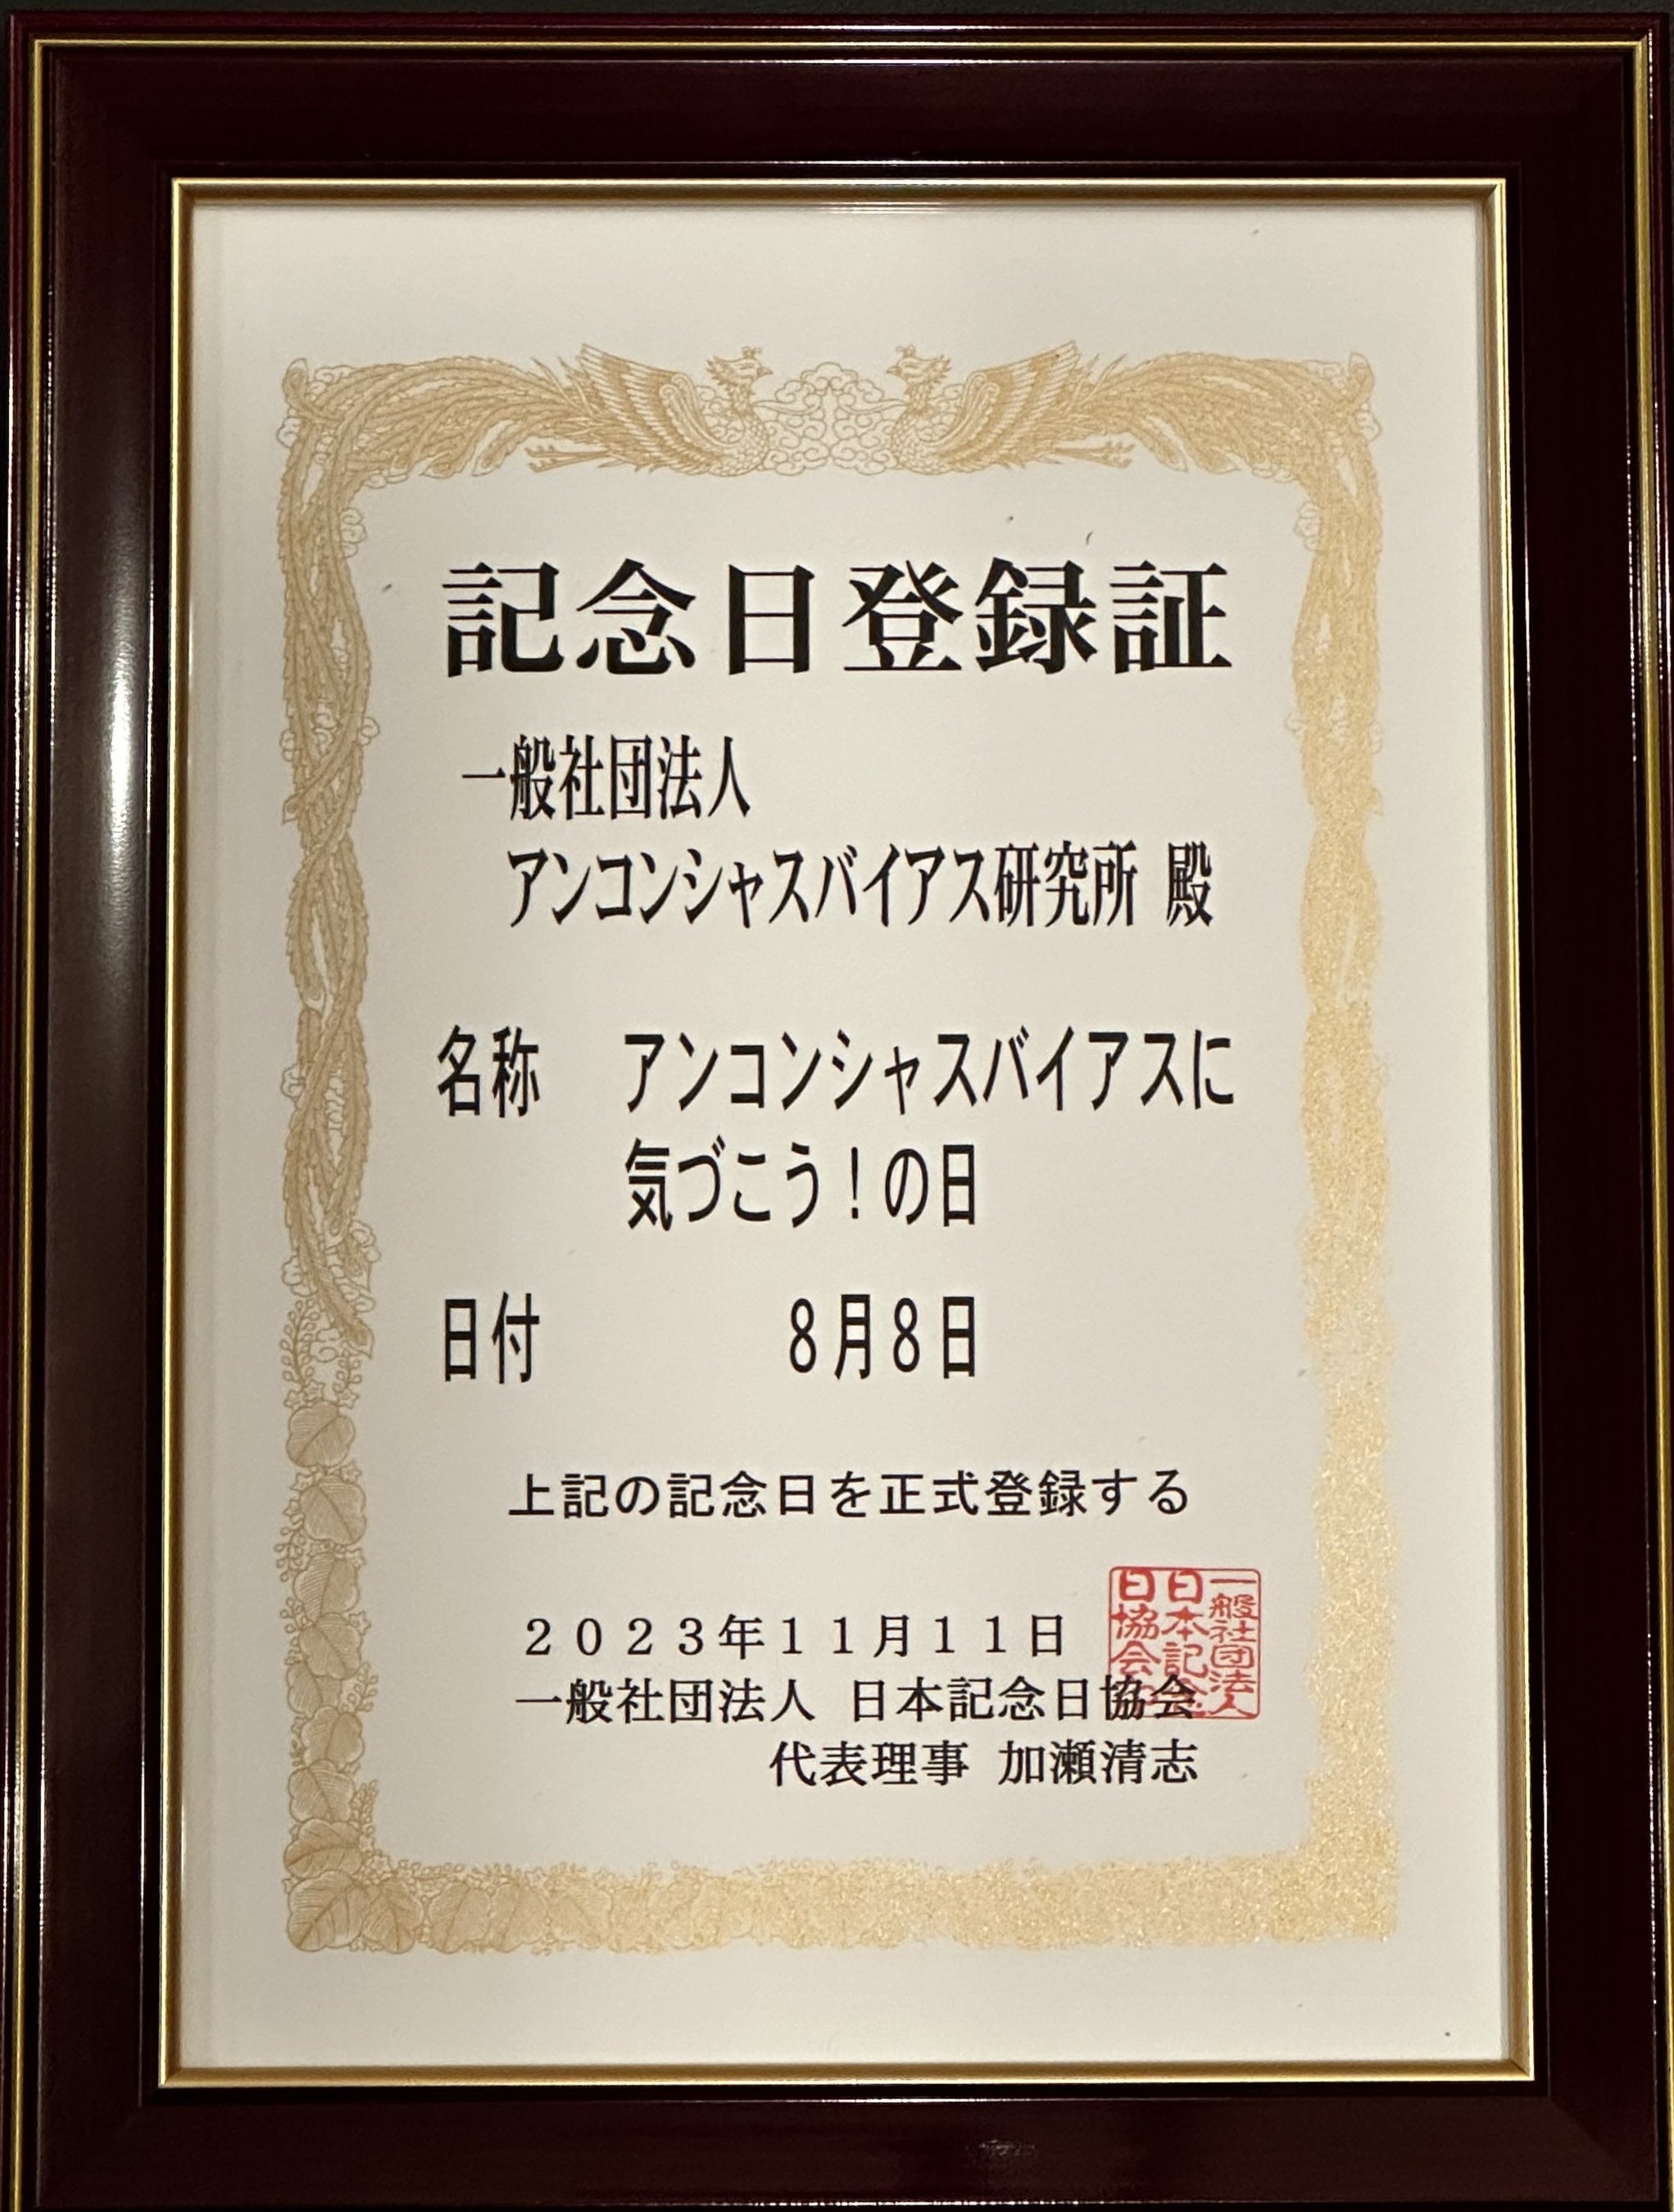 記念日登録証
一般社団法人
アンコンシャスバイアス研究所 殿
名称 アンコンシャスバイアスに
気づこう！の日
日付 8月8日
上記の記念日を正式登録する
２０２３年１１月１１日
一般社団法人 日本記念日協会
代表理事 加瀬清志
一般社団法人
日本記念
日協会